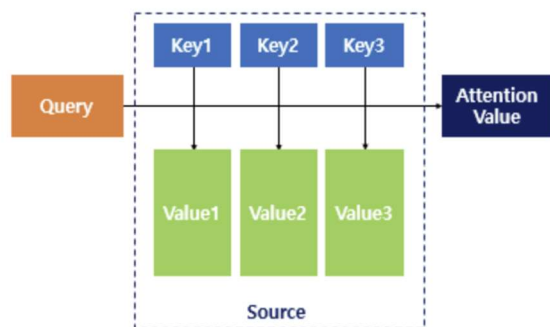 Key1 Key2 Key3
Query
Attention
Value
Value1 Value2 Value3
Source